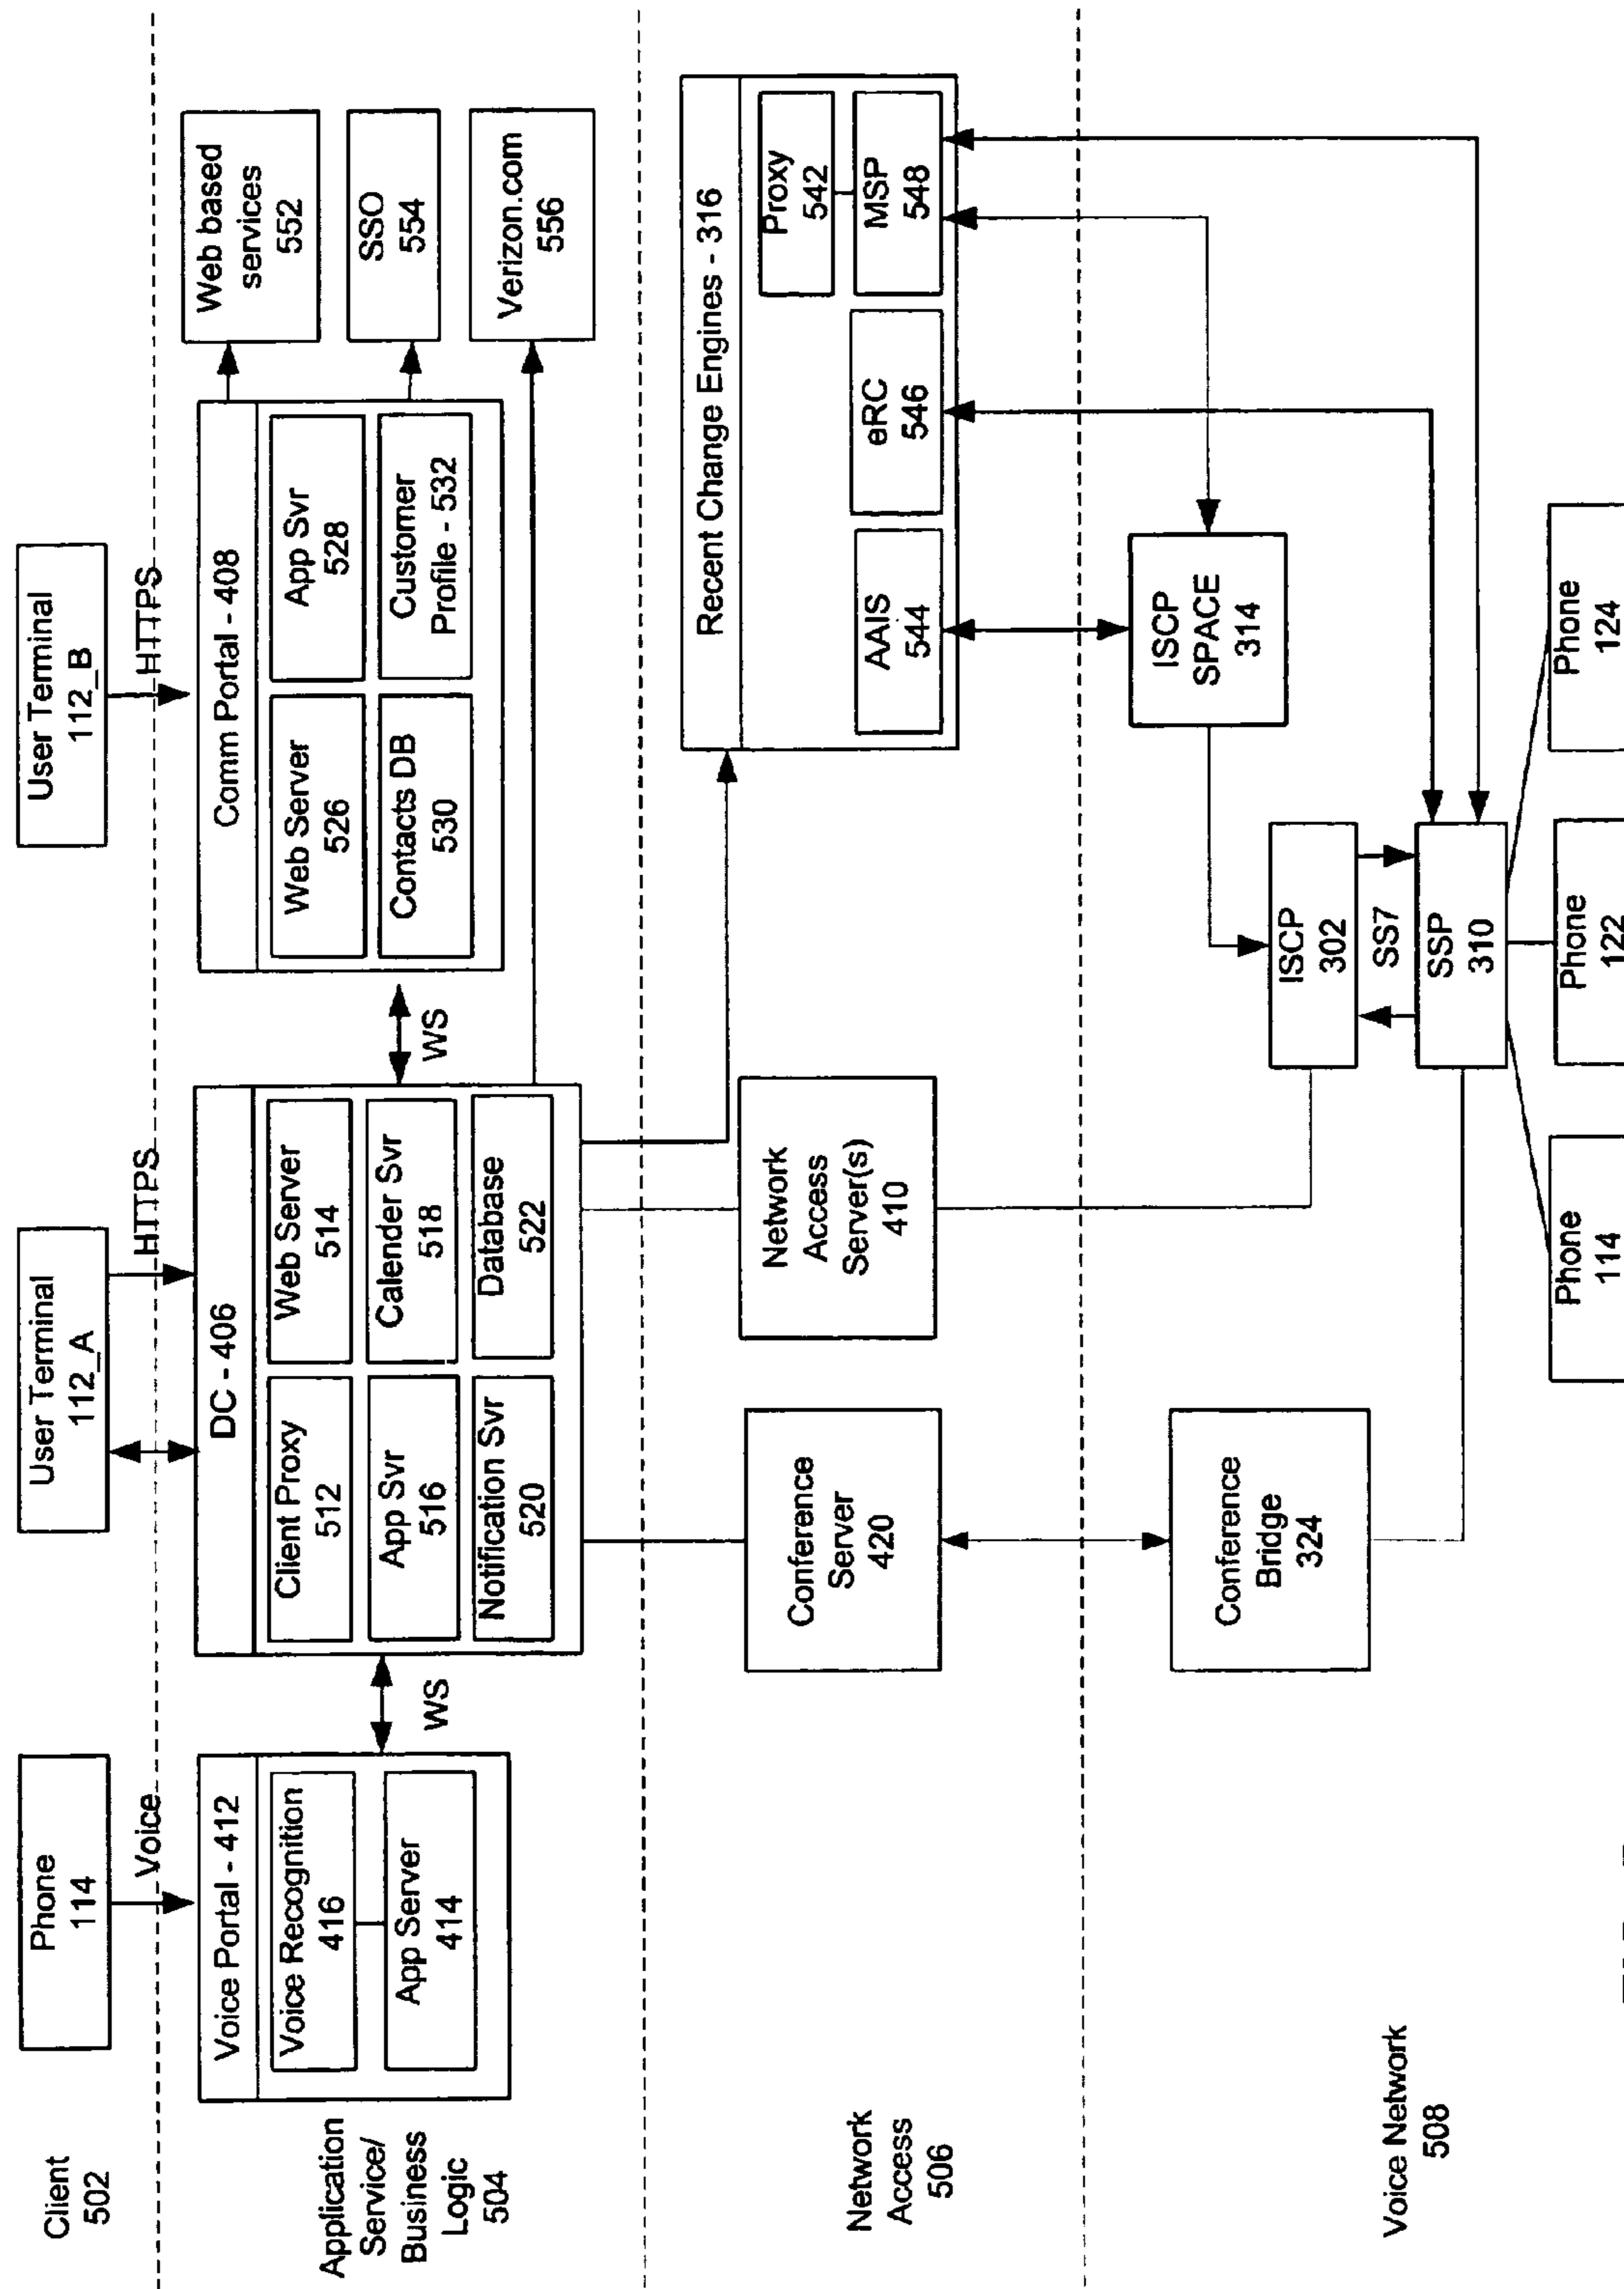 Client
502
Phone
114
User Terminal
112_A
User Terminal
112_B
Voice
HTTPS
HTTPS
Application
Service/
Business
Logic
504
Voice Portal - 412
Voice Recognition
416
App Server
414
WS
DC - 406
Client Proxy
512
Web Server
514
App Svr
516
Calender Svr
518
Notification Svr
520
Database
522
WS
Comm Portal - 408
Web Server
526
App Svr
528
Contacts DB
530
Customer
Profile - 532
Web based
services
552
SSO
554
Verizon.com
556
Network
Access
506
Conference
Server
420
Network
Access
Server(s)
410
Recent Change Engines - 316
Proxy
542
AAIS
544
eRC
546
MSP
548
Voice Network
508
Conference
Bridge
324
ISCP
SPACE
314
ISCP
302
SS7
SSP
310
Phone
114
Phone
122
Phone
124